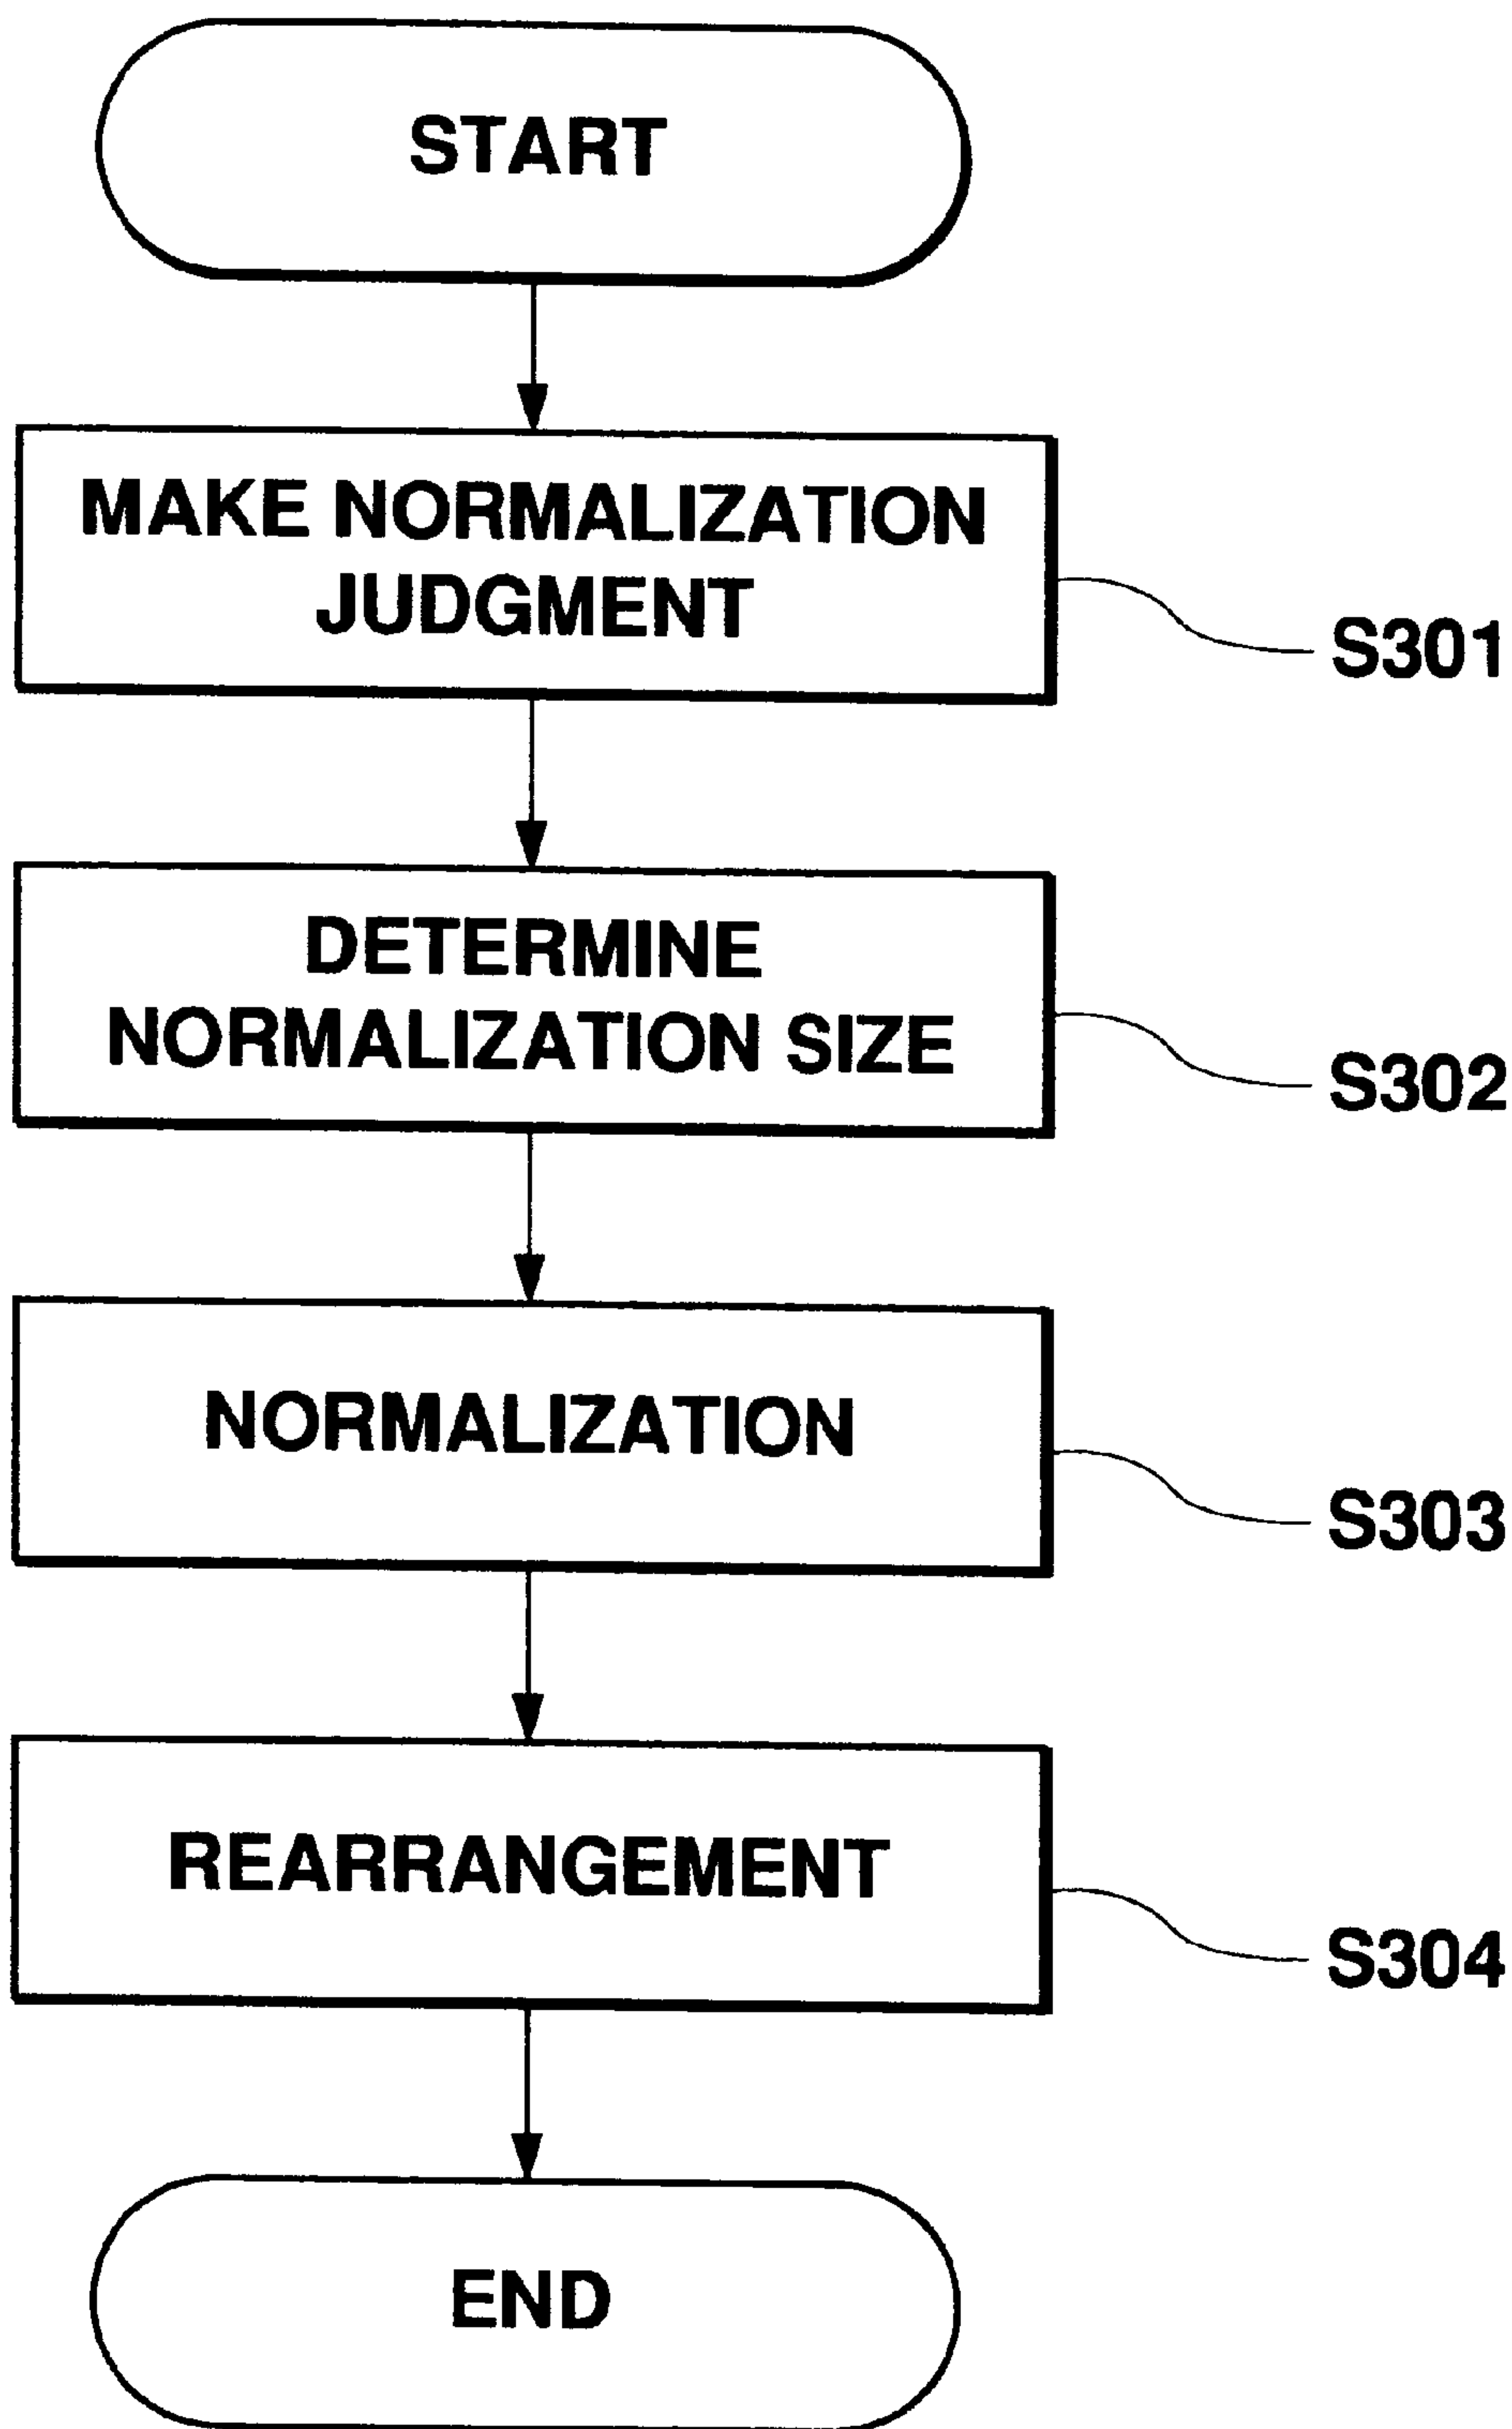 START
MAKE NORMALIZATION
JUDGMENT
S301
DETERMINE
NORMALIZATION SIZE
S302
NORMALIZATION
S303
REARRANGEMENT
S304
END